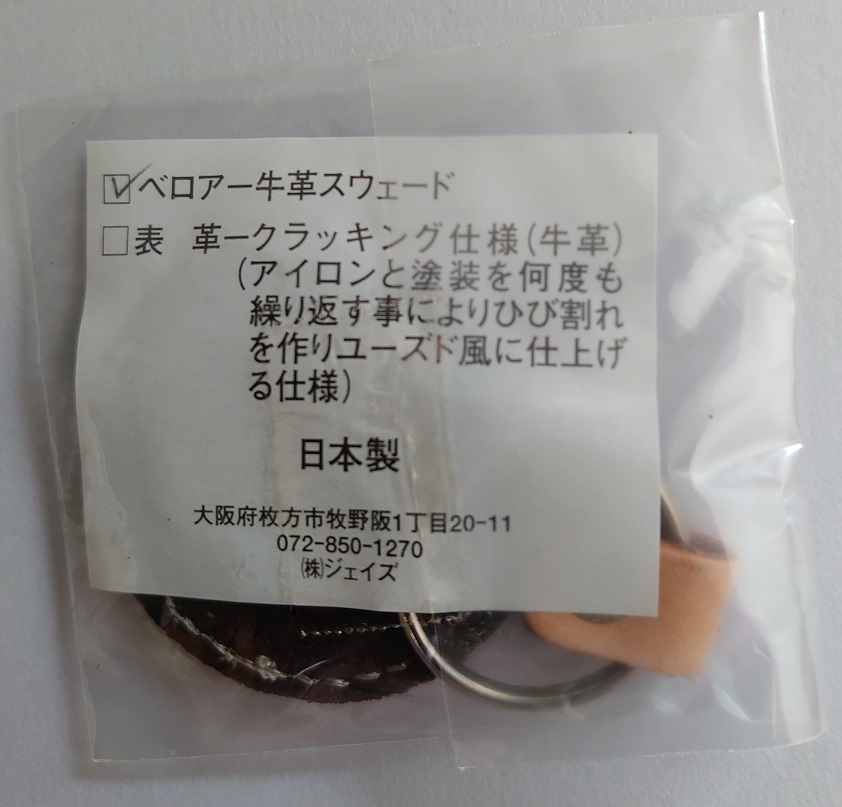 ☑ベロアー牛革スウェード
□表 革ークラッキング仕様(牛革)
(アイロンと塗装を何度も
繰り返す事によりひび割れ
を作りユーズド風に仕上げ
る仕様)
日本製
大阪府枚方市牧野阪1丁目20-11
072-850-1270
㈱ジェイズ